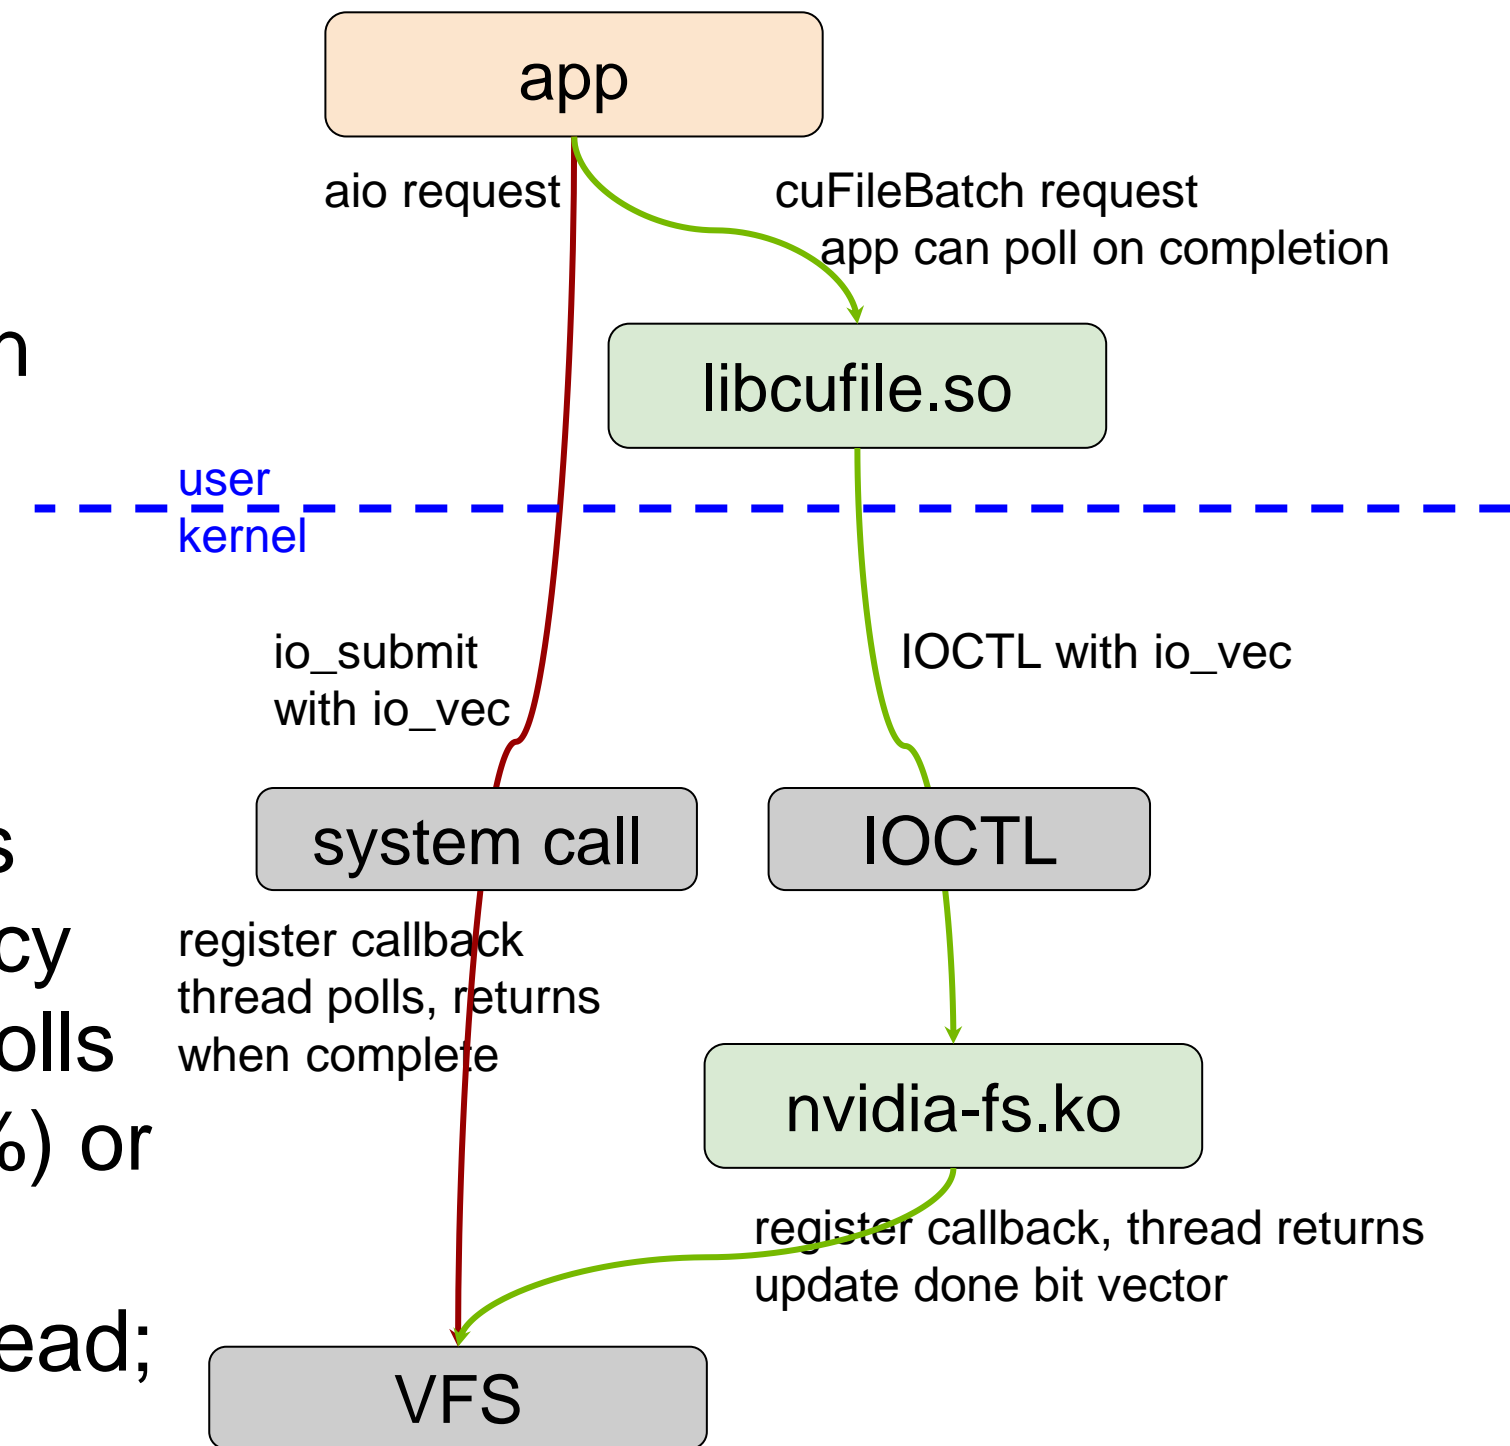 app
aio request
cuFileBatch request
app can poll on completion
libcufile.so
user
kernel
io_submit
with io_vec
IOCTL with io_vec
system call
IOCTL
register callback
thread polls, returns
when complete
nvidia-fs.ko
%) or
register callback, thread returns
update done bit vector
VFS